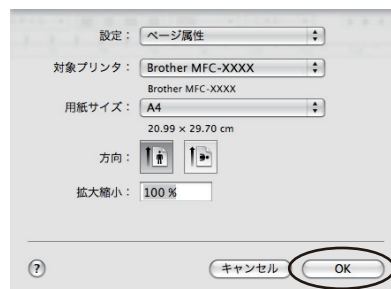 設定： ページ属性
対象プリンタ： Brother MFC-XXXX
Brother MFC-XXXX
用紙サイズ： A4
20.99 × 29.70 cm
方向：
拡大縮小： 100 %
? キャンセル OK